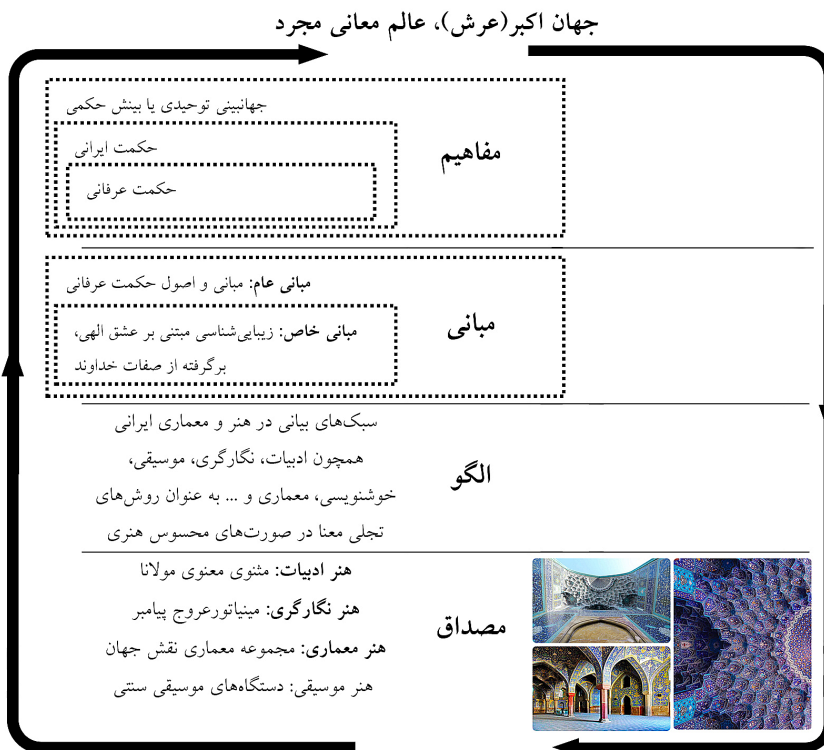 جهان اکبر(عرش)، عالم معانی مجرد
مفاهیم
جهانبینی توحیدی یا بینش حکمی
حکمت ایرانی
حکمت عرفانی
مبانی
مبانی عام: مبانی و اصول حکمت عرفانی
مبانی خاص: زیبایی‌شناسی مبتنی بر عشق الهی،
برگرفته از صفات خداوند
الگو
سبک‌های بیانی در هنر و معماری ایرانی
همچون ادبیات، نگارگری، موسیقی،
خوشنویسی، معماری و ... به عنوان روش‌های
تجلی معنا در صورت‌های محسوس هنری
مصداق
هنر ادبیات: مثنوی معنوی مولانا
هنر نگارگری: مینیاتورعروج پیامبر
هنر معماری: مجموعه معماری نقش جهان
هنر موسیقی: دستگاه‌های موسیقی سنتی